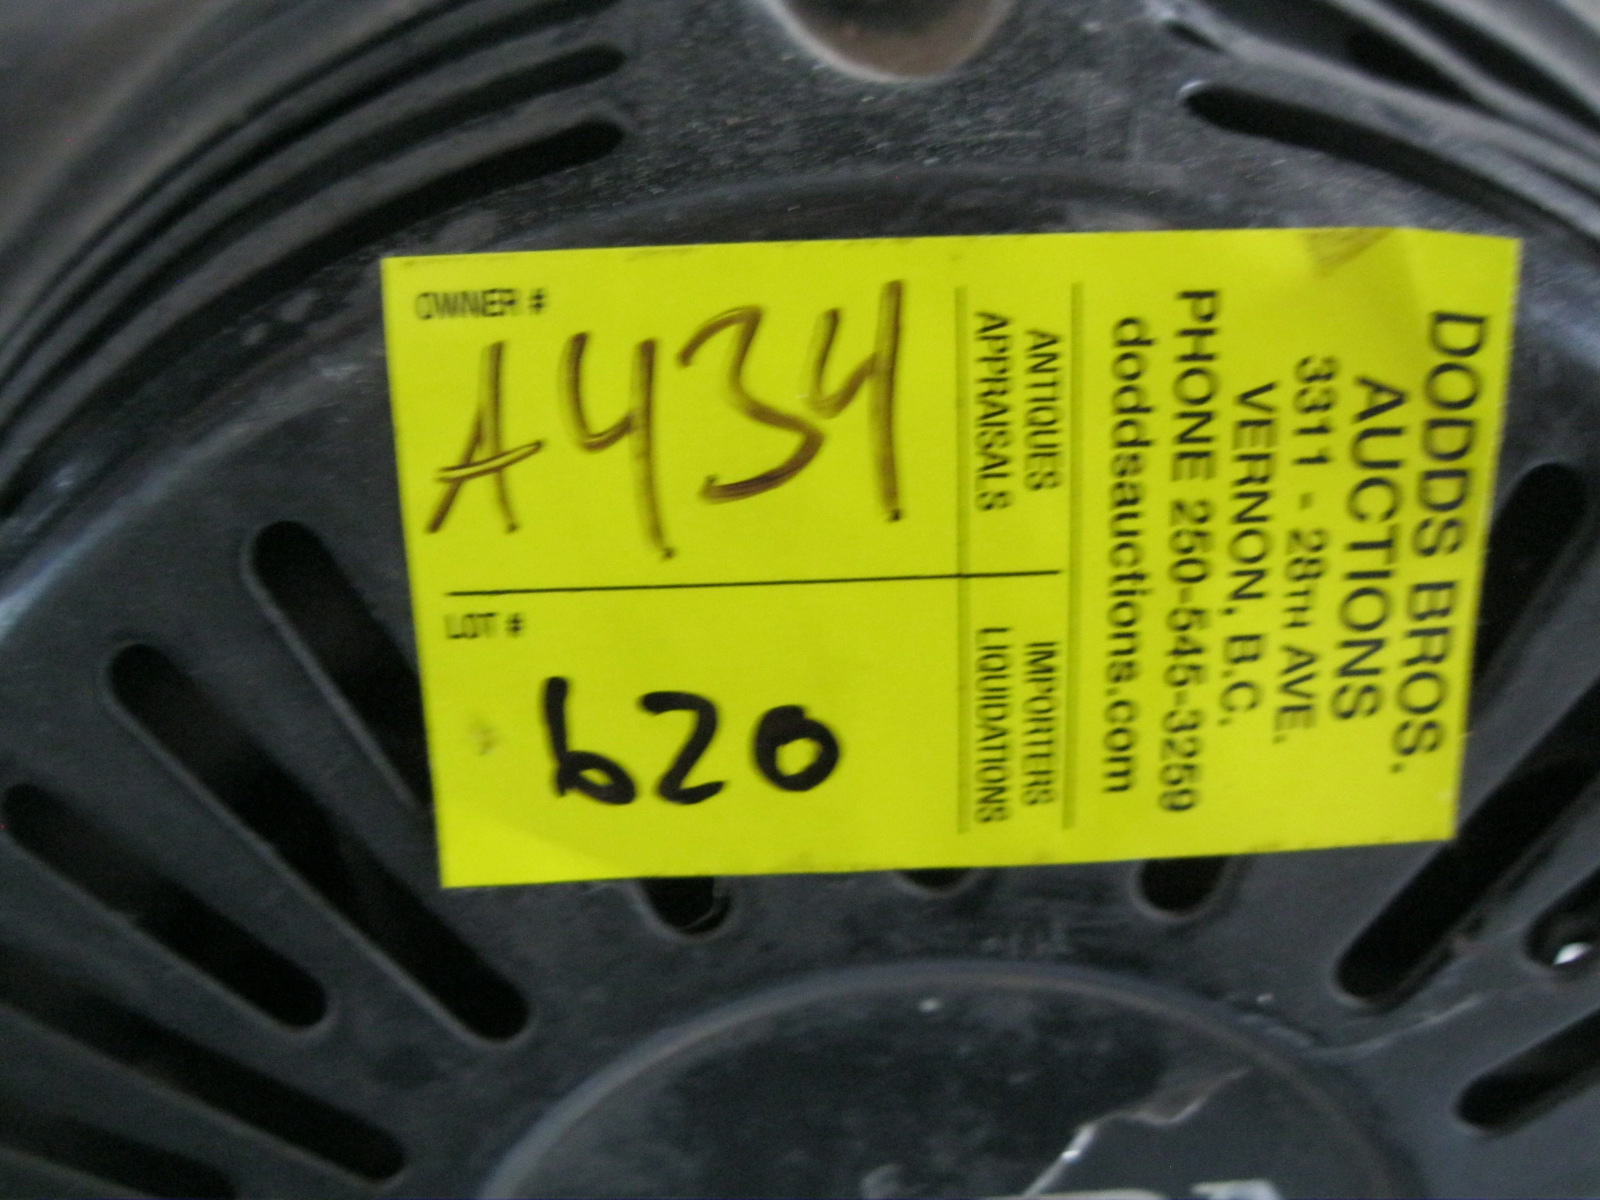 OWNER #
A434
LOT #
620
ANTIQUES
APPRAISALS
IMPORTERS
LIQUIDATIONS
DODDS BROS.
AUCTIONS
3311 - 28TH AVE.
VERNON, B.C.
PHONE 250-545-3259
doddsauctions.com